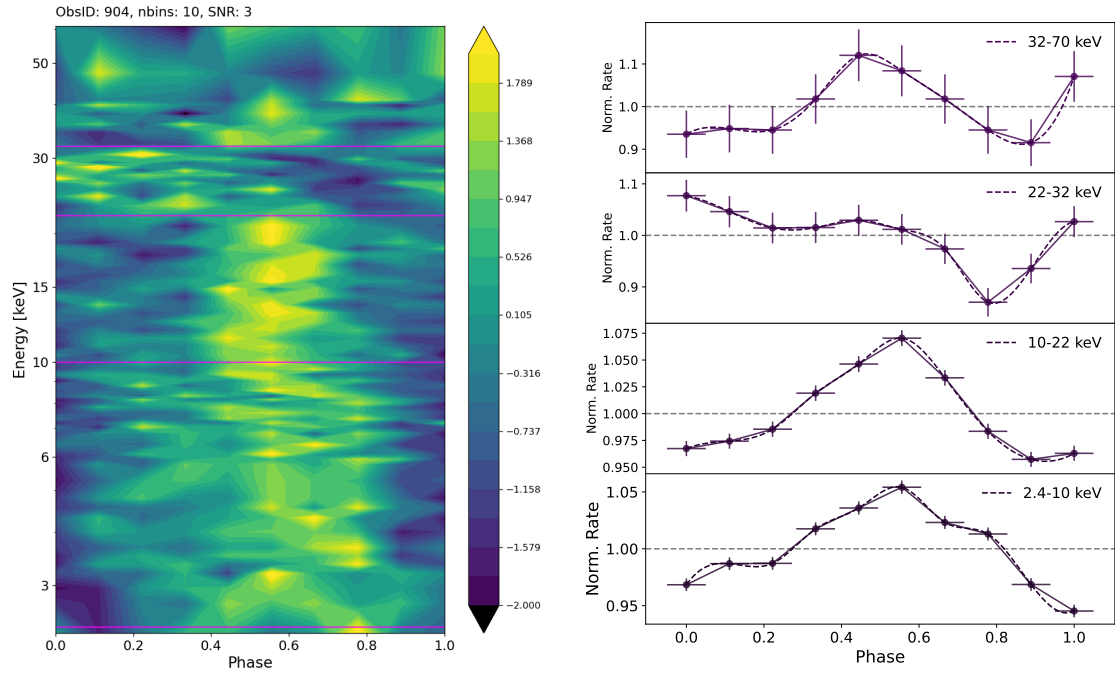 ObsID: 904, nbins: 10, SNR: 3
Energy [keV]
50
30
15
10
6
3
0.0 0.2 0.4 0.6 0.8 1.0
Phase
1.789
1.368
0.947
0.526
0.105
−0.316
−0.737
−1.158
−1.579
−2.000
32-70 keV
Norm. Rate
1.1
1.0
0.9
22-32 keV
Norm. Rate
1.1
1.0
0.9
10-22 keV
Norm. Rate
1.075
1.050
1.025
1.000
0.975
0.950
2.4-10 keV
Norm. Rate
1.05
1.00
0.95
0.0 0.2 0.4 0.6 0.8 1.0
Phase